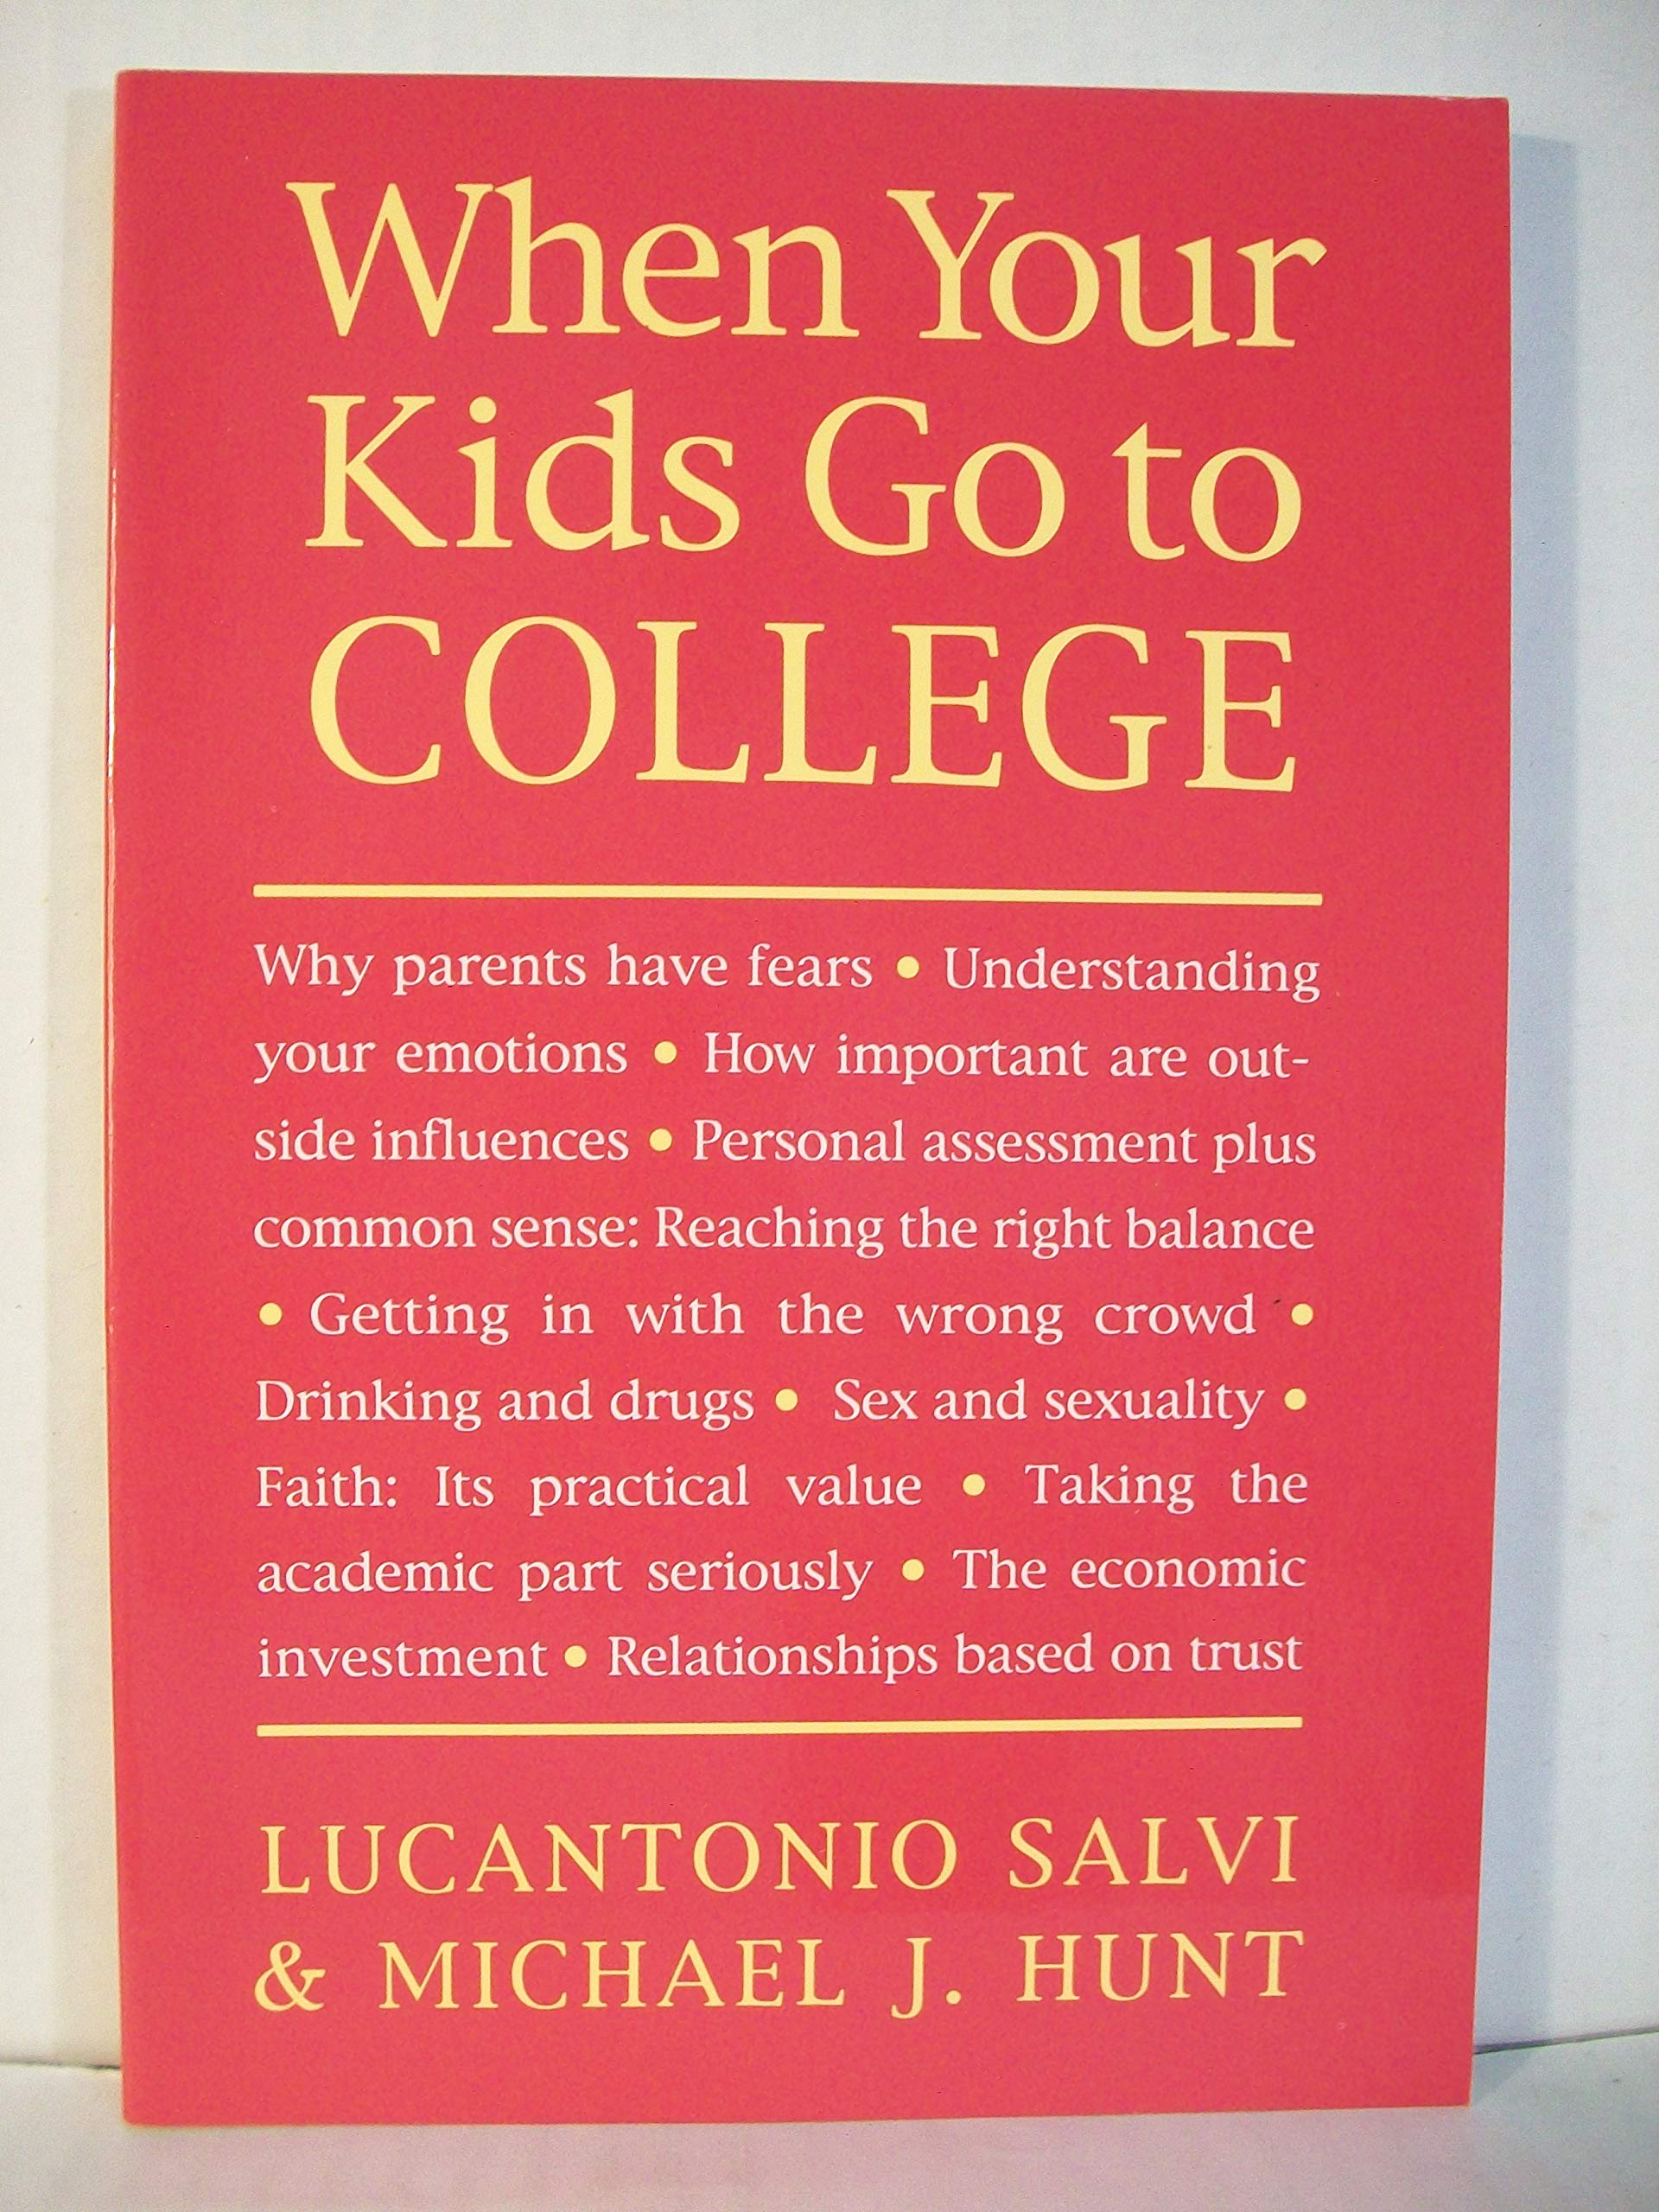 When Your
Kids Go to
COLLEGE
Why parents have fears • Understanding
your emotions • How important are out-
side influences • Personal assessment plus
common sense: Reaching the right balance
• Getting in with the wrong crowd •
Drinking and drugs • Sex and sexuality •
Faith: Its practical value • Taking the
academic part seriously • The economic
investment • Relationships based on trust
LUCANTONIO SALVI
& MICHAEL J. HUNT